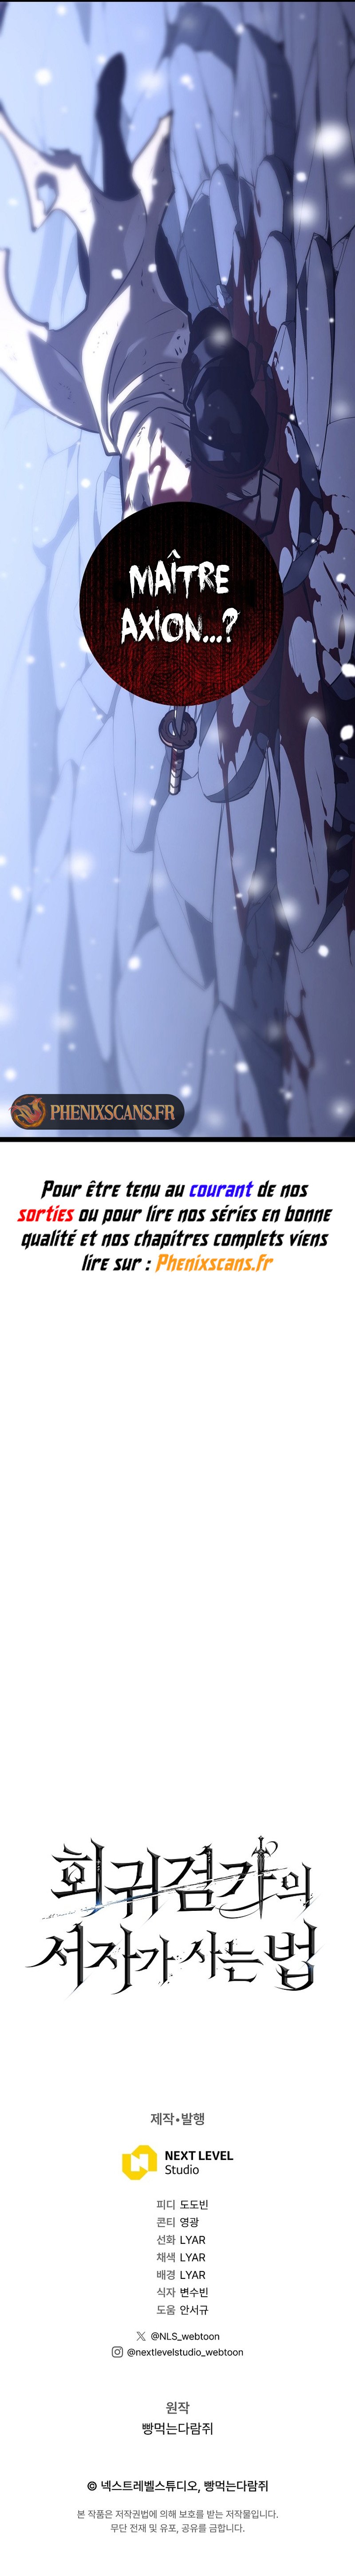 MAÎTRE
AXION...?
PHENIXSCANS.FR
Pour être tenu au courant de nos
sorties ou pour lire nos séries en bonne
qualité et nos chapitres complets viens
lire sur : Phenixscans.fr
회귀검가의
서자가 사는 법
제작•발행
NEXT LEVEL
Studio
피디 도도빈
콘티 영광
선화 LYAR
채색 LYAR
배경 LYAR
식자 변수빈
도움 안서규
@NLS_webtoon
@nextlevelstudio_webtoon
원작
빵먹는다람쥐
© 넥스트레벨스튜디오, 빵먹는다람쥐
본 작품은 저작권법에 의해 보호를 받는 저작물입니다.
무단 전재 및 유포, 공유를 금합니다.